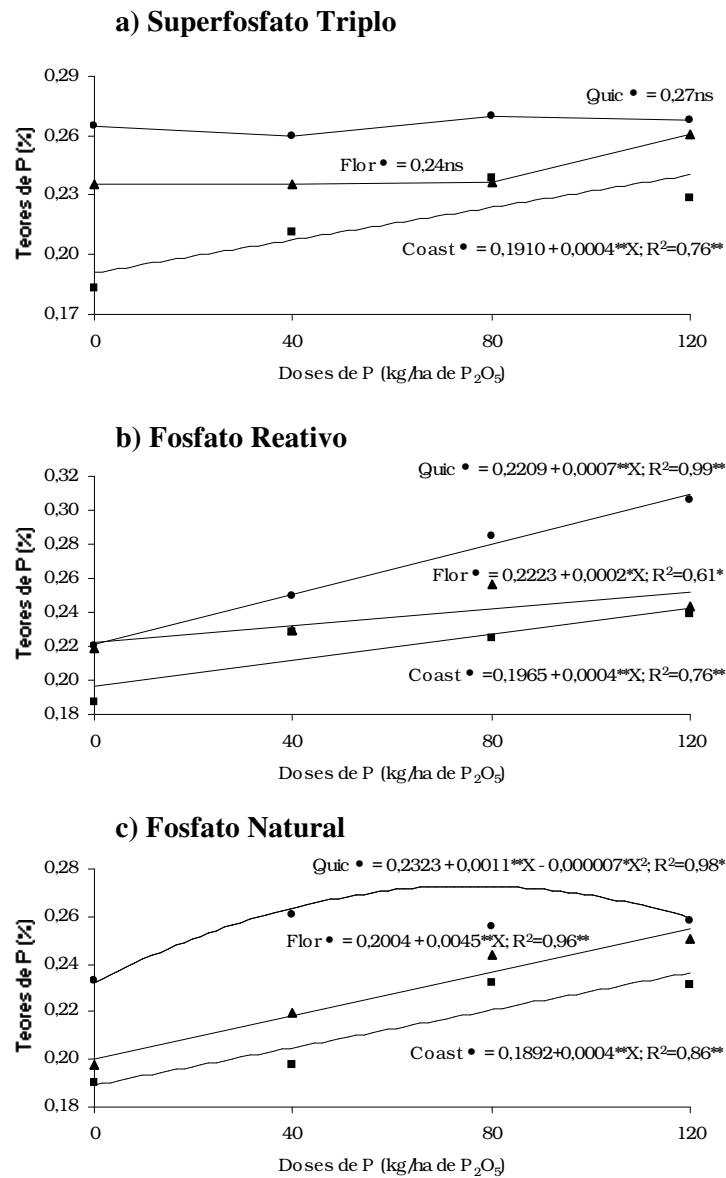 a) Superfosfato Triplo
0,29
0,26
0,23
0,20
0,17
Teores de P (%)
Quic • = 0,27ns
Flor • = 0,24ns
Coast • = 0,1910 + 0,0004**X; R²=0,76**
0 40 80 120
Doses de P (kg/ha de P₂O₅)
b) Fosfato Reativo
0,32
0,30
0,28
0,26
0,24
0,22
0,20
0,18
Teores de P (%)
Quic • = 0,2209 + 0,0007**X; R²=0,99**
Flor • = 0,2223 + 0,0002*X; R²=0,61*
Coast • =0,1965 + 0,0004**X; R²=0,76**
0 40 80 120
Doses de P (kg/ha de P₂O₅)
c) Fosfato Natural
0,28
0,26
0,24
0,22
0,20
0,18
Teores de P (%)
Quic • = 0,2323 + 0,0011**X - 0,000007*X²; R²=0,98*
Flor • = 0,2004 + 0,0045**X; R²=0,96**
Coast • = 0,1892+0,0004**X; R²=0,86**
0 40 80 120
Doses de P (kg/ha de P₂O₅)